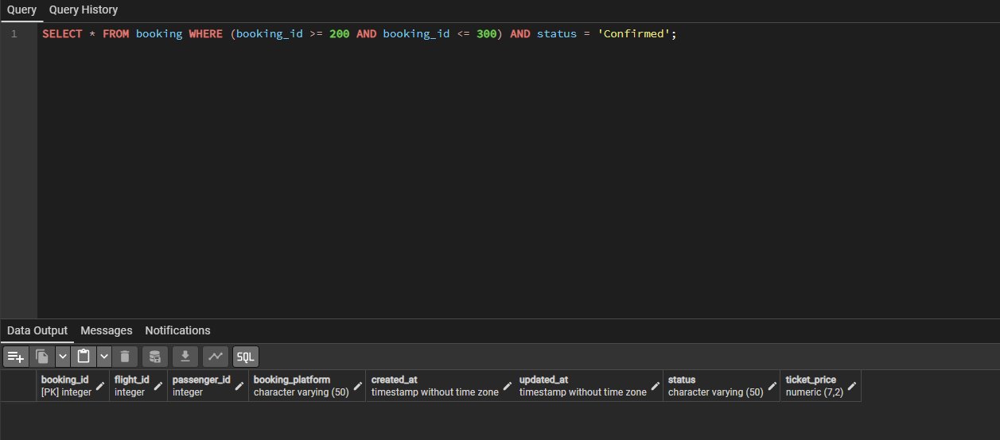 Query Query History
1 SELECT * FROM booking WHERE (booking_id >= 200 AND booking_id <= 300) AND status = 'Confirmed';
Data Output Messages Notifications
SQL
booking_id flight_id passenger_id booking_platform created_at updated_at status ticket_price
[PK] integer integer integer character varying (50) timestamp without time zone timestamp without time zone character varying (50) numeric (7,2)